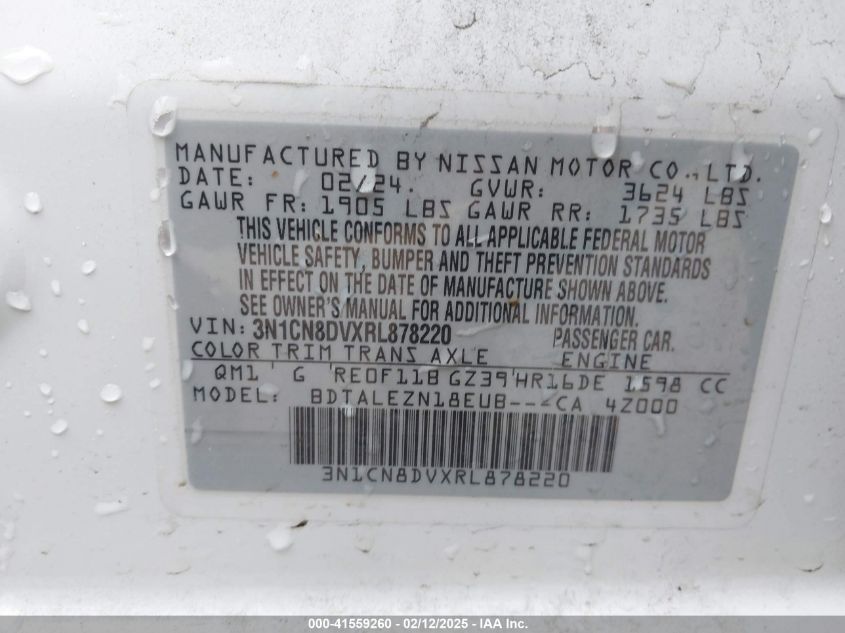 MANUFACTURED BY NISSAN MOTOR CO., LTD.
DATE: 02/24. GVWR: 3624 LBS
GAWR FR: 1905 LBS GAWR RR: 1735 LBS
THIS VEHICLE CONFORMS TO ALL APPLICABLE FEDERAL MOTOR
VEHICLE SAFETY, BUMPER AND THEFT PREVENTION STANDARDS
IN EFFECT ON THE DATE OF MANUFACTURE SHOWN ABOVE.
SEE OWNER'S MANUAL FOR ADDITIONAL INFORMATION.
VIN: 3N1CN8DVXRL878220 PASSENGER CAR.
COLOR TRIM TRANS AXLE ENGINE
QM1 G RE0F11B GZ39 HR16DE 1598 CC
MODEL: BDTALEZN18EUB---CA 4Z000
3N1CN8DVXRL878220
000-41559260 - 02/12/2025 - IAA Inc.